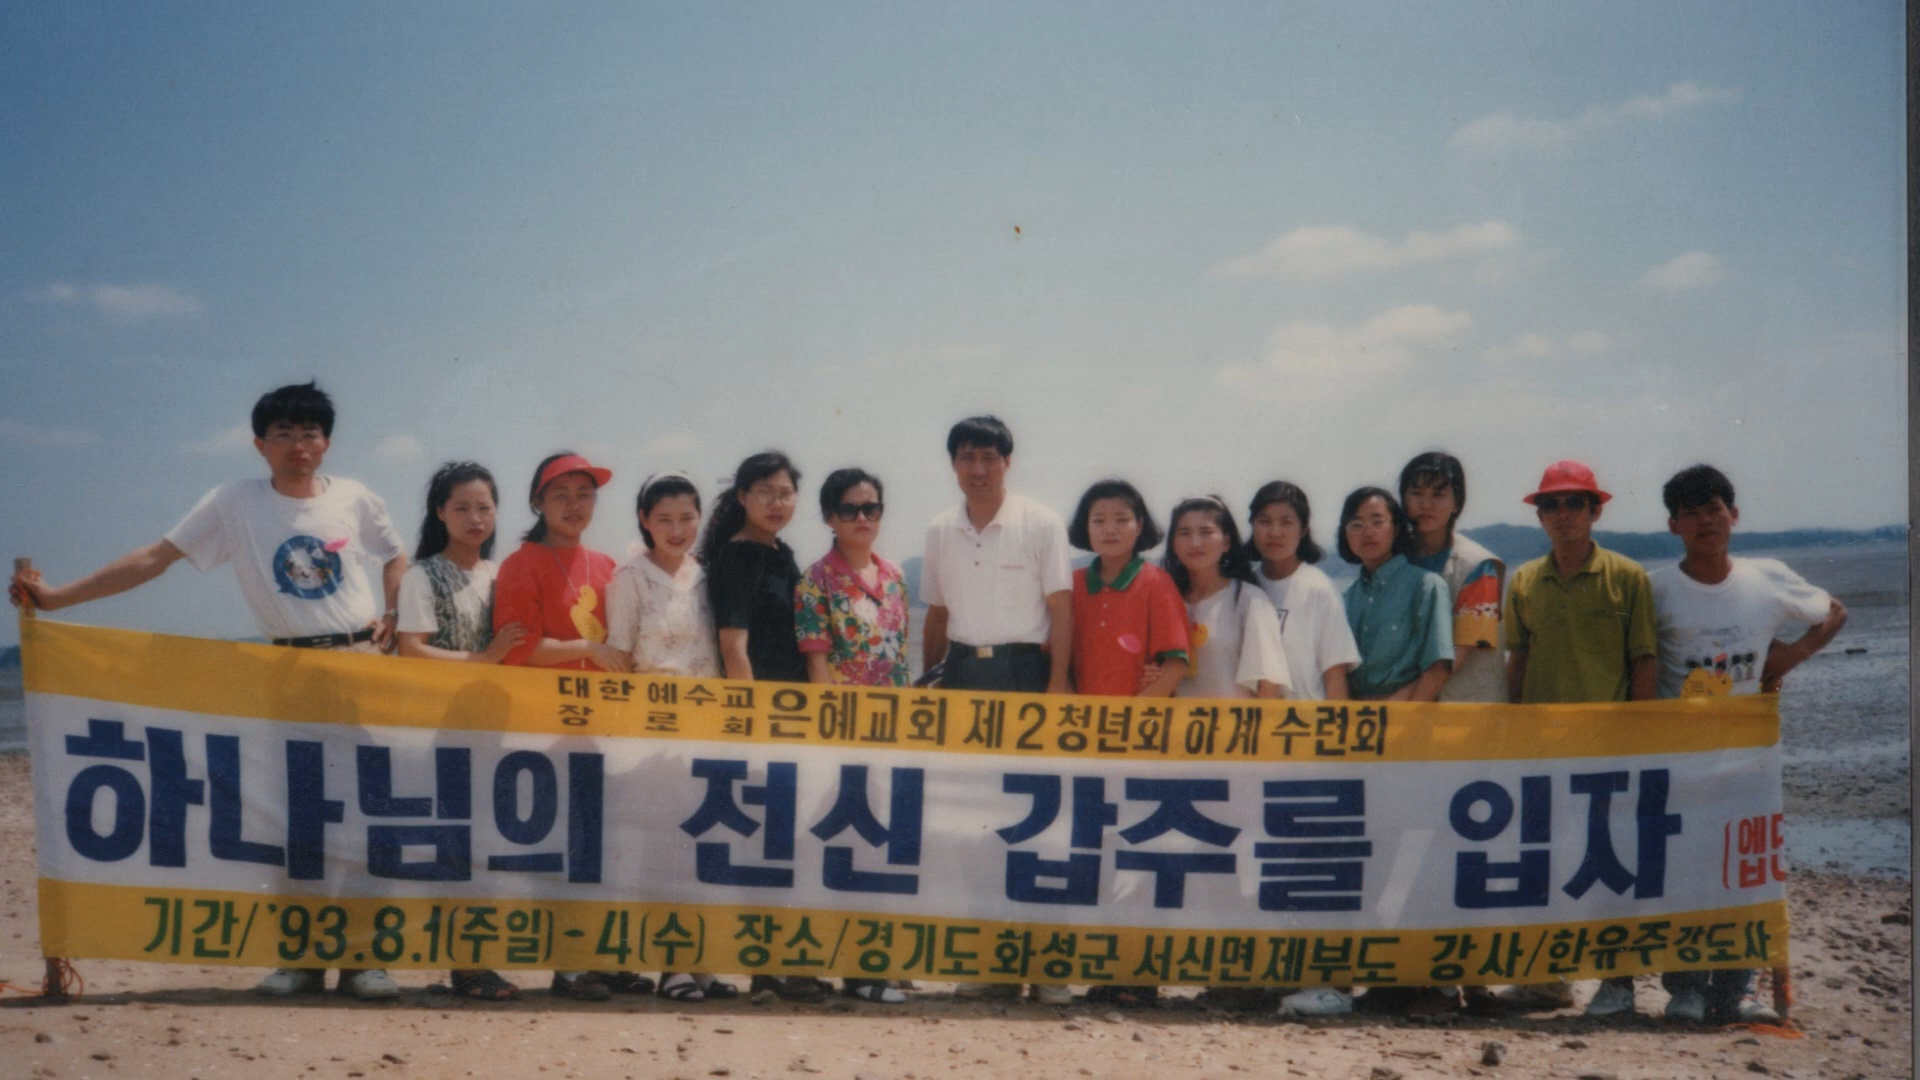 대한예수교
장로회 은혜교회 제2청년회 하계수련회
하나님의 전신 갑주를 입자 (엡
기간/'93.8.1(주일)-4(수) 장소/경기도 화성군 서신면 제부도 강사/한유주강도사